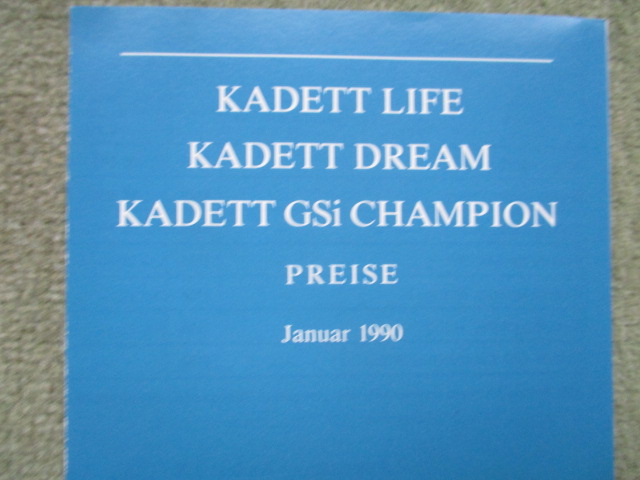 KADETT LIFE
KADETT DREAM
KADETT GSi CHAMPION
PREISE
Januar 1990